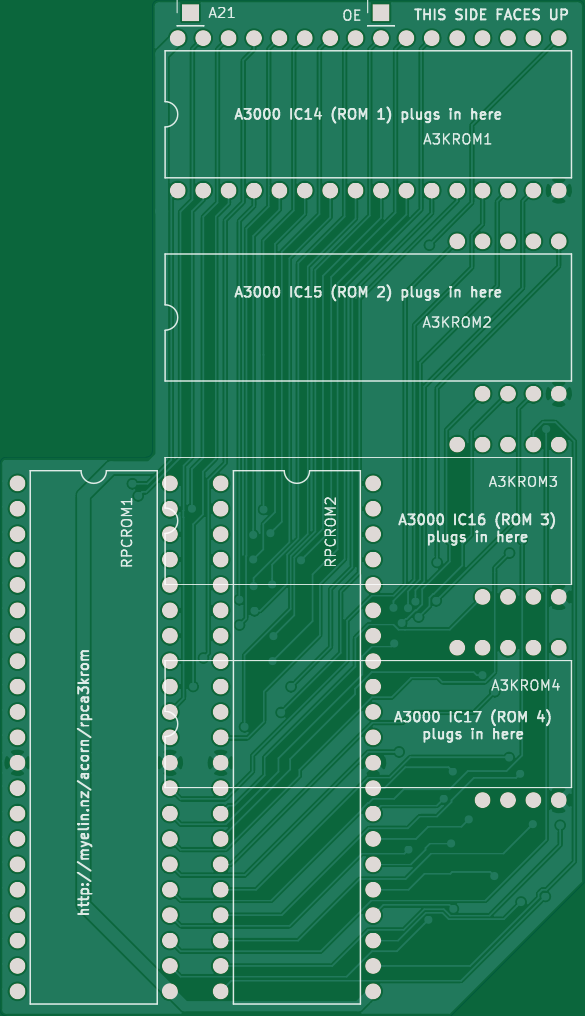 A21
OE
THIS SIDE FACES UP
A3000 IC14 (ROM 1) plugs in here
A3KROM1
A3000 IC15 (ROM 2) plugs in here
A3KROM2
A3KROM3
A3000 IC16 (ROM 3)
plugs in here
RPCROM1
RPCROM2
A3KROM4
A3000 IC17 (ROM 4)
plugs in here
http://myelin.nz/acorn/rpca3krom